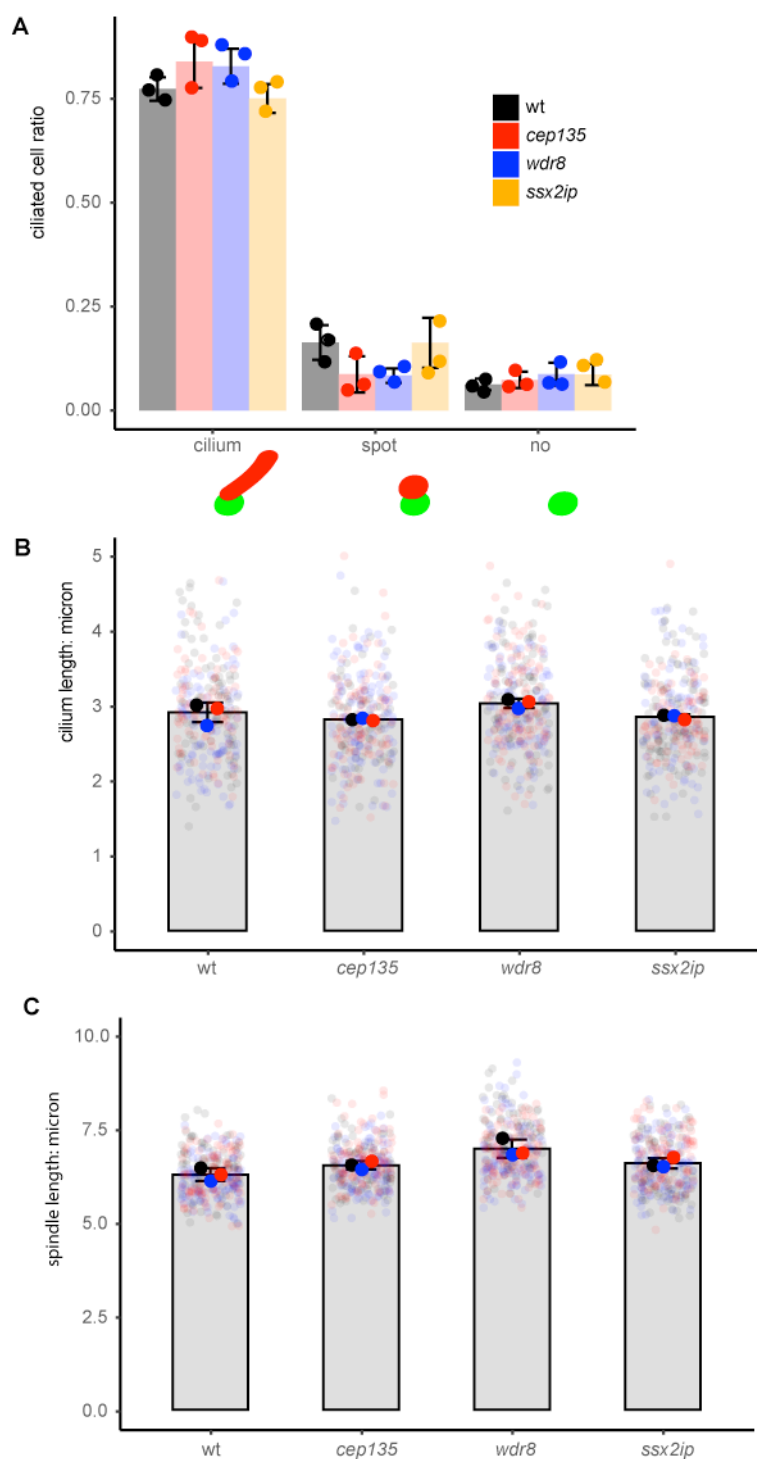 A
ciliated cell ratio
0.75
0.50
0.25
0.00
wt
cep135
wdr8
ssx2ip
cilium spot no
B
cilium length: micron
5
4
3
2
1
0
wt cep135 wdr8 ssx2ip
C
spindle length: micron
10.0
7.5
5.0
2.5
0.0
wt cep135 wdr8 ssx2ip